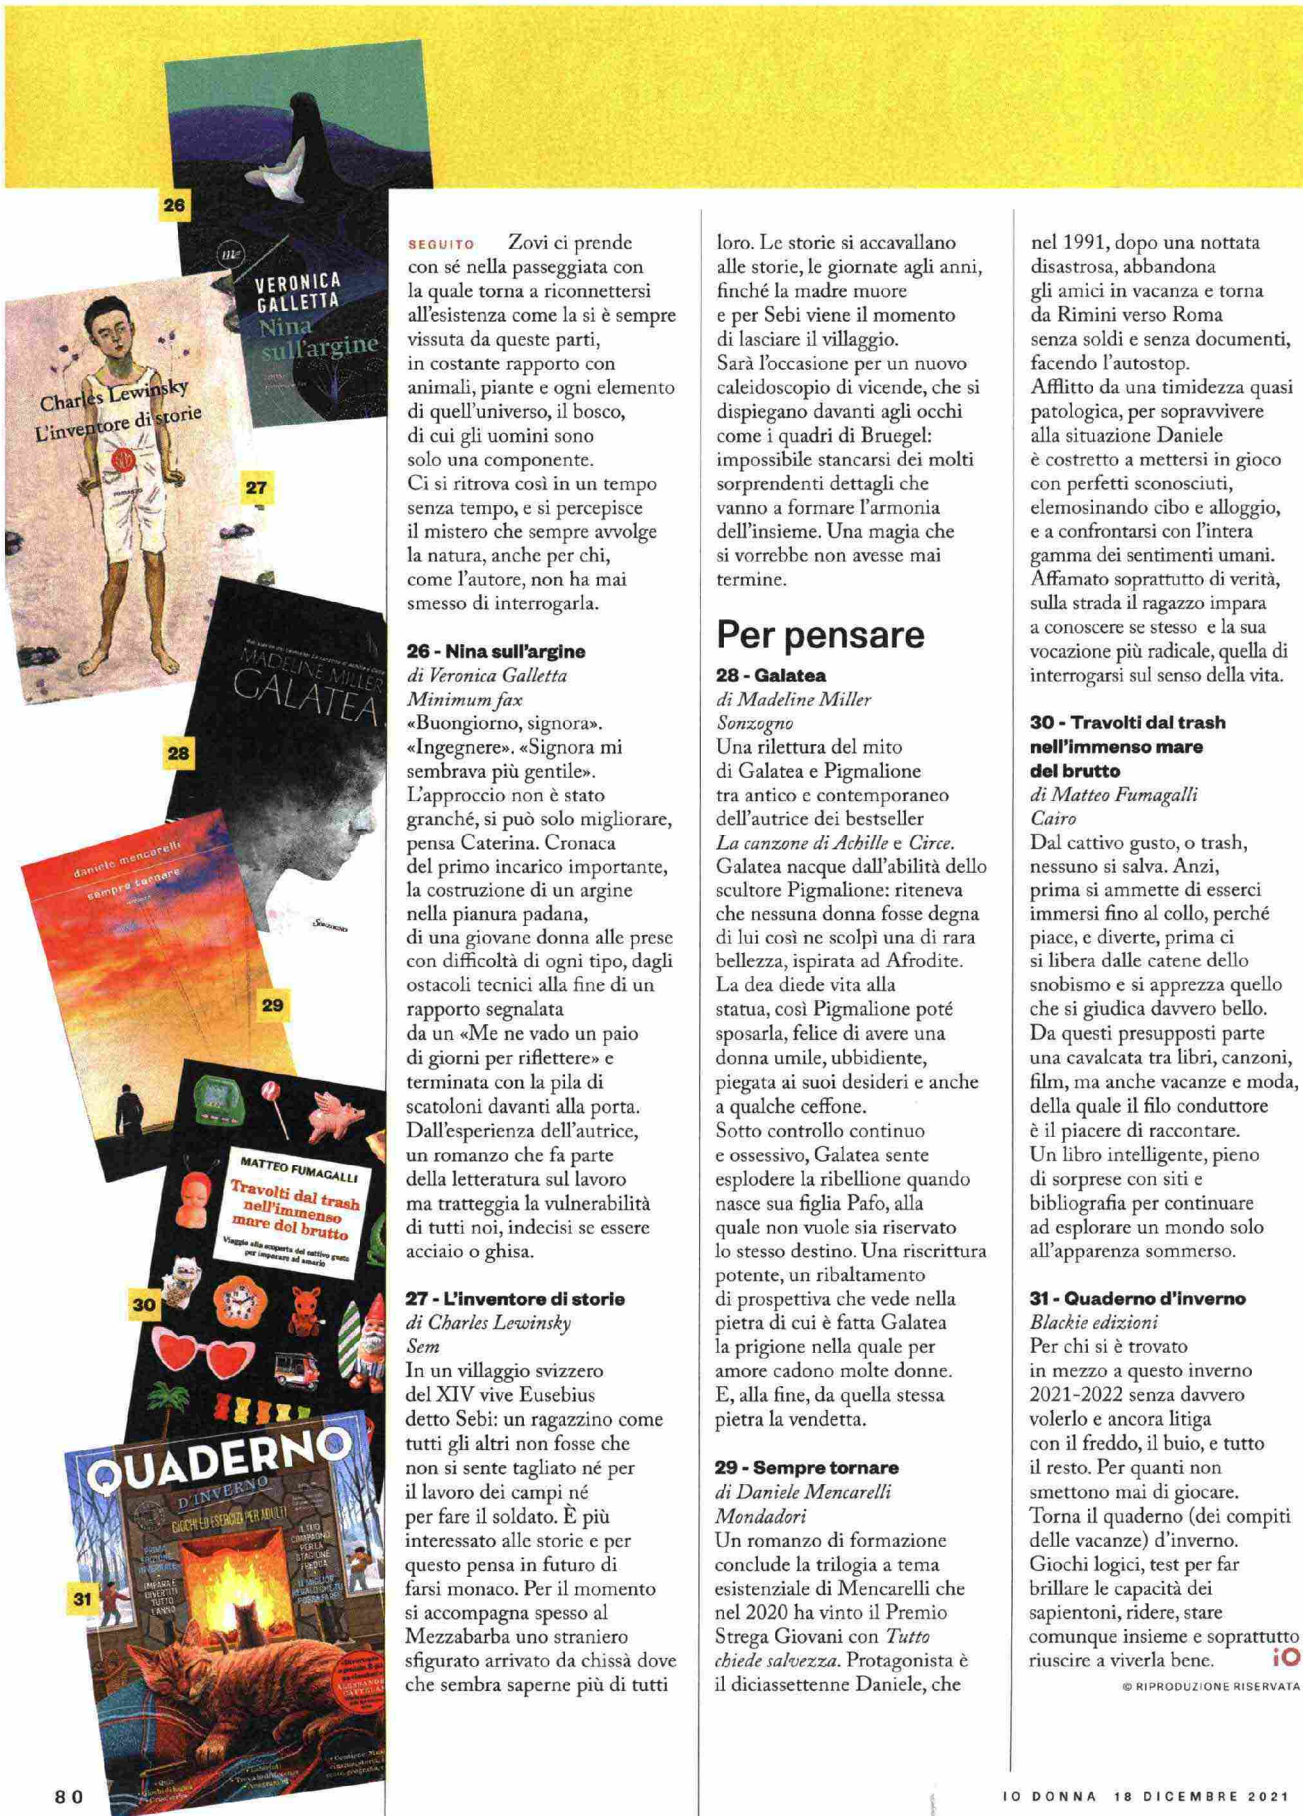 26
me
VERONICA
GALLETTA
Nina
sull'argine
Charles Lewinsky
L'inventore di storie
romanzo
27
MADELINE MILLER
GALATEA
SONZOGNO
28
daniele mencarelli
sempre tornare
29
MATTEO FUMAGALLI
Travolti dal trash
nell'immenso
mare del brutto
Viaggio alla scoperta del cattivo gusto
per imparare ad amarlo
30
QUADERNO
D'INVERNO
GIOCHI ED ESERCIZI PER ADULTI
IMPARA E
DIVERTITI
TUTTO
L'ANNO
IL TUO
COMPAGNO
PER LA
STAGIONE
FREDDA
31
SEGUITO Zovi ci prende
con sé nella passeggiata con
la quale torna a riconnettersi
all'esistenza come la si è sempre
vissuta da queste parti,
in costante rapporto con
animali, piante e ogni elemento
di quell'universo, il bosco,
di cui gli uomini sono
solo una componente.
Ci si ritrova così in un tempo
senza tempo, e si percepisce
il mistero che sempre avvolge
la natura, anche per chi,
come l'autore, non ha mai
smesso di interrogarla.
26 - Nina sull'argine
di Veronica Galletta
Minimum fax
«Buongiorno, signora».
«Ingegnere». «Signora mi
sembrava più gentile».
L'approccio non è stato
granché, si può solo migliorare,
pensa Caterina. Cronaca
del primo incarico importante,
la costruzione di un argine
nella pianura padana,
di una giovane donna alle prese
con difficoltà di ogni tipo, dagli
ostacoli tecnici alla fine di un
rapporto segnalata
da un «Me ne vado un paio
di giorni per riflettere» e
terminata con la pila di
scatoloni davanti alla porta.
Dall'esperienza dell'autrice,
un romanzo che fa parte
della letteratura sul lavoro
ma tratteggia la vulnerabilità
di tutti noi, indecisi se essere
acciaio o ghisa.
27 - L'inventore di storie
di Charles Lewinsky
Sem
In un villaggio svizzero
del XIV vive Eusebius
detto Sebi: un ragazzino come
tutti gli altri non fosse che
non si sente tagliato né per
il lavoro dei campi né
per fare il soldato. È più
interessato alle storie e per
questo pensa in futuro di
farsi monaco. Per il momento
si accompagna spesso al
Mezzabarba uno straniero
sfigurato arrivato da chissà dove
che sembra saperne più di tutti
loro. Le storie si accavallano
alle storie, le giornate agli anni,
finché la madre muore
e per Sebi viene il momento
di lasciare il villaggio.
Sarà l'occasione per un nuovo
caleidoscopio di vicende, che si
dispiegano davanti agli occhi
come i quadri di Bruegel:
impossibile stancarsi dei molti
sorprendenti dettagli che
vanno a formare l'armonia
dell'insieme. Una magia che
si vorrebbe non avesse mai
termine.
Per pensare
28 - Galatea
di Madeline Miller
Sonzogno
Una rilettura del mito
di Galatea e Pigmalione
tra antico e contemporaneo
dell'autrice dei bestseller
La canzone di Achille e Circe.
Galatea nacque dall'abilità dello
scultore Pigmalione: riteneva
che nessuna donna fosse degna
di lui così ne scolpì una di rara
bellezza, ispirata ad Afrodite.
La dea diede vita alla
statua, così Pigmalione poté
sposarla, felice di avere una
donna umile, ubbidiente,
piegata ai suoi desideri e anche
a qualche ceffone.
Sotto controllo continuo
e ossessivo, Galatea sente
esplodere la ribellione quando
nasce sua figlia Pafo, alla
quale non vuole sia riservato
lo stesso destino. Una riscrittura
potente, un ribaltamento
di prospettiva che vede nella
pietra di cui è fatta Galatea
la prigione nella quale per
amore cadono molte donne.
E, alla fine, da quella stessa
pietra la vendetta.
29 - Sempre tornare
di Daniele Mencarelli
Mondadori
Un romanzo di formazione
conclude la trilogia a tema
esistenziale di Mencarelli che
nel 2020 ha vinto il Premio
Strega Giovani con Tutto
chiede salvezza. Protagonista è
il diciassettenne Daniele, che
nel 1991, dopo una nottata
disastrosa, abbandona
gli amici in vacanza e torna
da Rimini verso Roma
senza soldi e senza documenti,
facendo l'autostop.
Afflitto da una timidezza quasi
patologica, per sopravvivere
alla situazione Daniele
è costretto a mettersi in gioco
con perfetti sconosciuti,
elemosinando cibo e alloggio,
e a confrontarsi con l'intera
gamma dei sentimenti umani.
Affamato soprattutto di verità,
sulla strada il ragazzo impara
a conoscere se stesso e la sua
vocazione più radicale, quella di
interrogarsi sul senso della vita.
30 - Travolti dal trash
nell'immenso mare
del brutto
di Matteo Fumagalli
Cairo
Dal cattivo gusto, o trash,
nessuno si salva. Anzi,
prima si ammette di esserci
immersi fino al collo, perché
piace, e diverte, prima ci
si libera dalle catene dello
snobismo e si apprezza quello
che si giudica davvero bello.
Da questi presupposti parte
una cavalcata tra libri, canzoni,
film, ma anche vacanze e moda,
della quale il filo conduttore
è il piacere di raccontare.
Un libro intelligente, pieno
di sorprese con siti e
bibliografia per continuare
ad esplorare un mondo solo
all'apparenza sommerso.
31 - Quaderno d'inverno
Blackie edizioni
Per chi si è trovato
in mezzo a questo inverno
2021-2022 senza davvero
volerlo e ancora litiga
con il freddo, il buio, e tutto
il resto. Per quanti non
smettono mai di giocare.
Torna il quaderno (dei compiti
delle vacanze) d'inverno.
Giochi logici, test per far
brillare le capacità dei
sapientoni, ridere, stare
comunque insieme e soprattutto
riuscire a viverla bene. iO
© RIPRODUZIONE RISERVATA
80
IO DONNA 18 DICEMBRE 2021